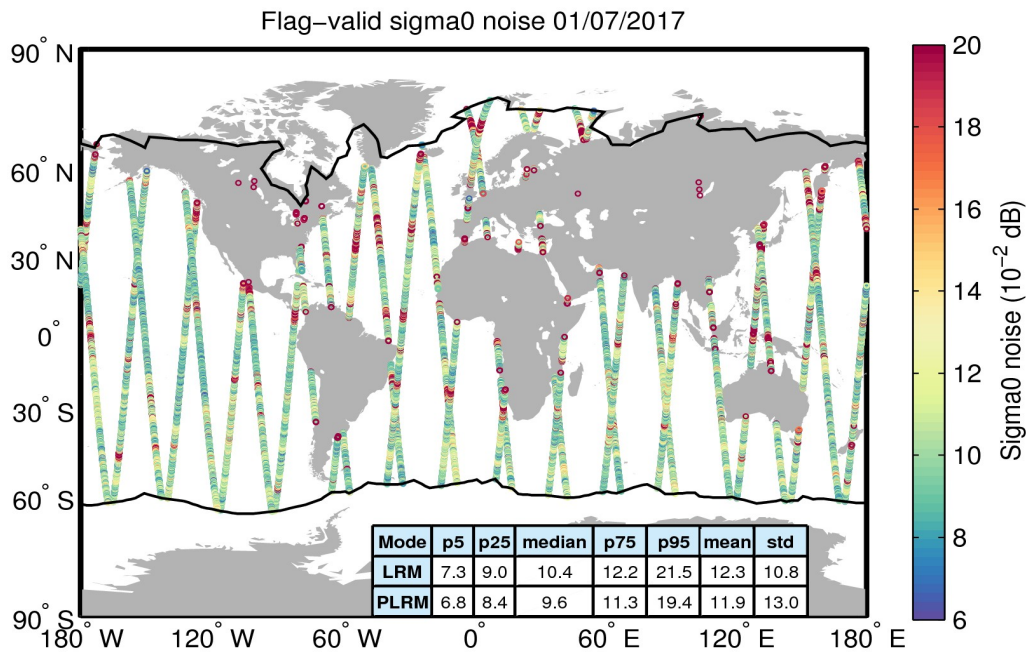 Flag−valid sigma0 noise 01/07/2017
90° N
60° N
30° N
0°
30° S
60° S
90° S
180° W
120° W
60° W
0°
60° E
120° E
180° E
Mode p5 p25 median p75 p95 mean std
LRM 7.3 9.0 10.4 12.2 21.5 12.3 10.8
PLRM 6.8 8.4 9.6 11.3 19.4 11.9 13.0
20
18
16
14
12
10
8
6
Sigma0 noise (10⁻² dB)